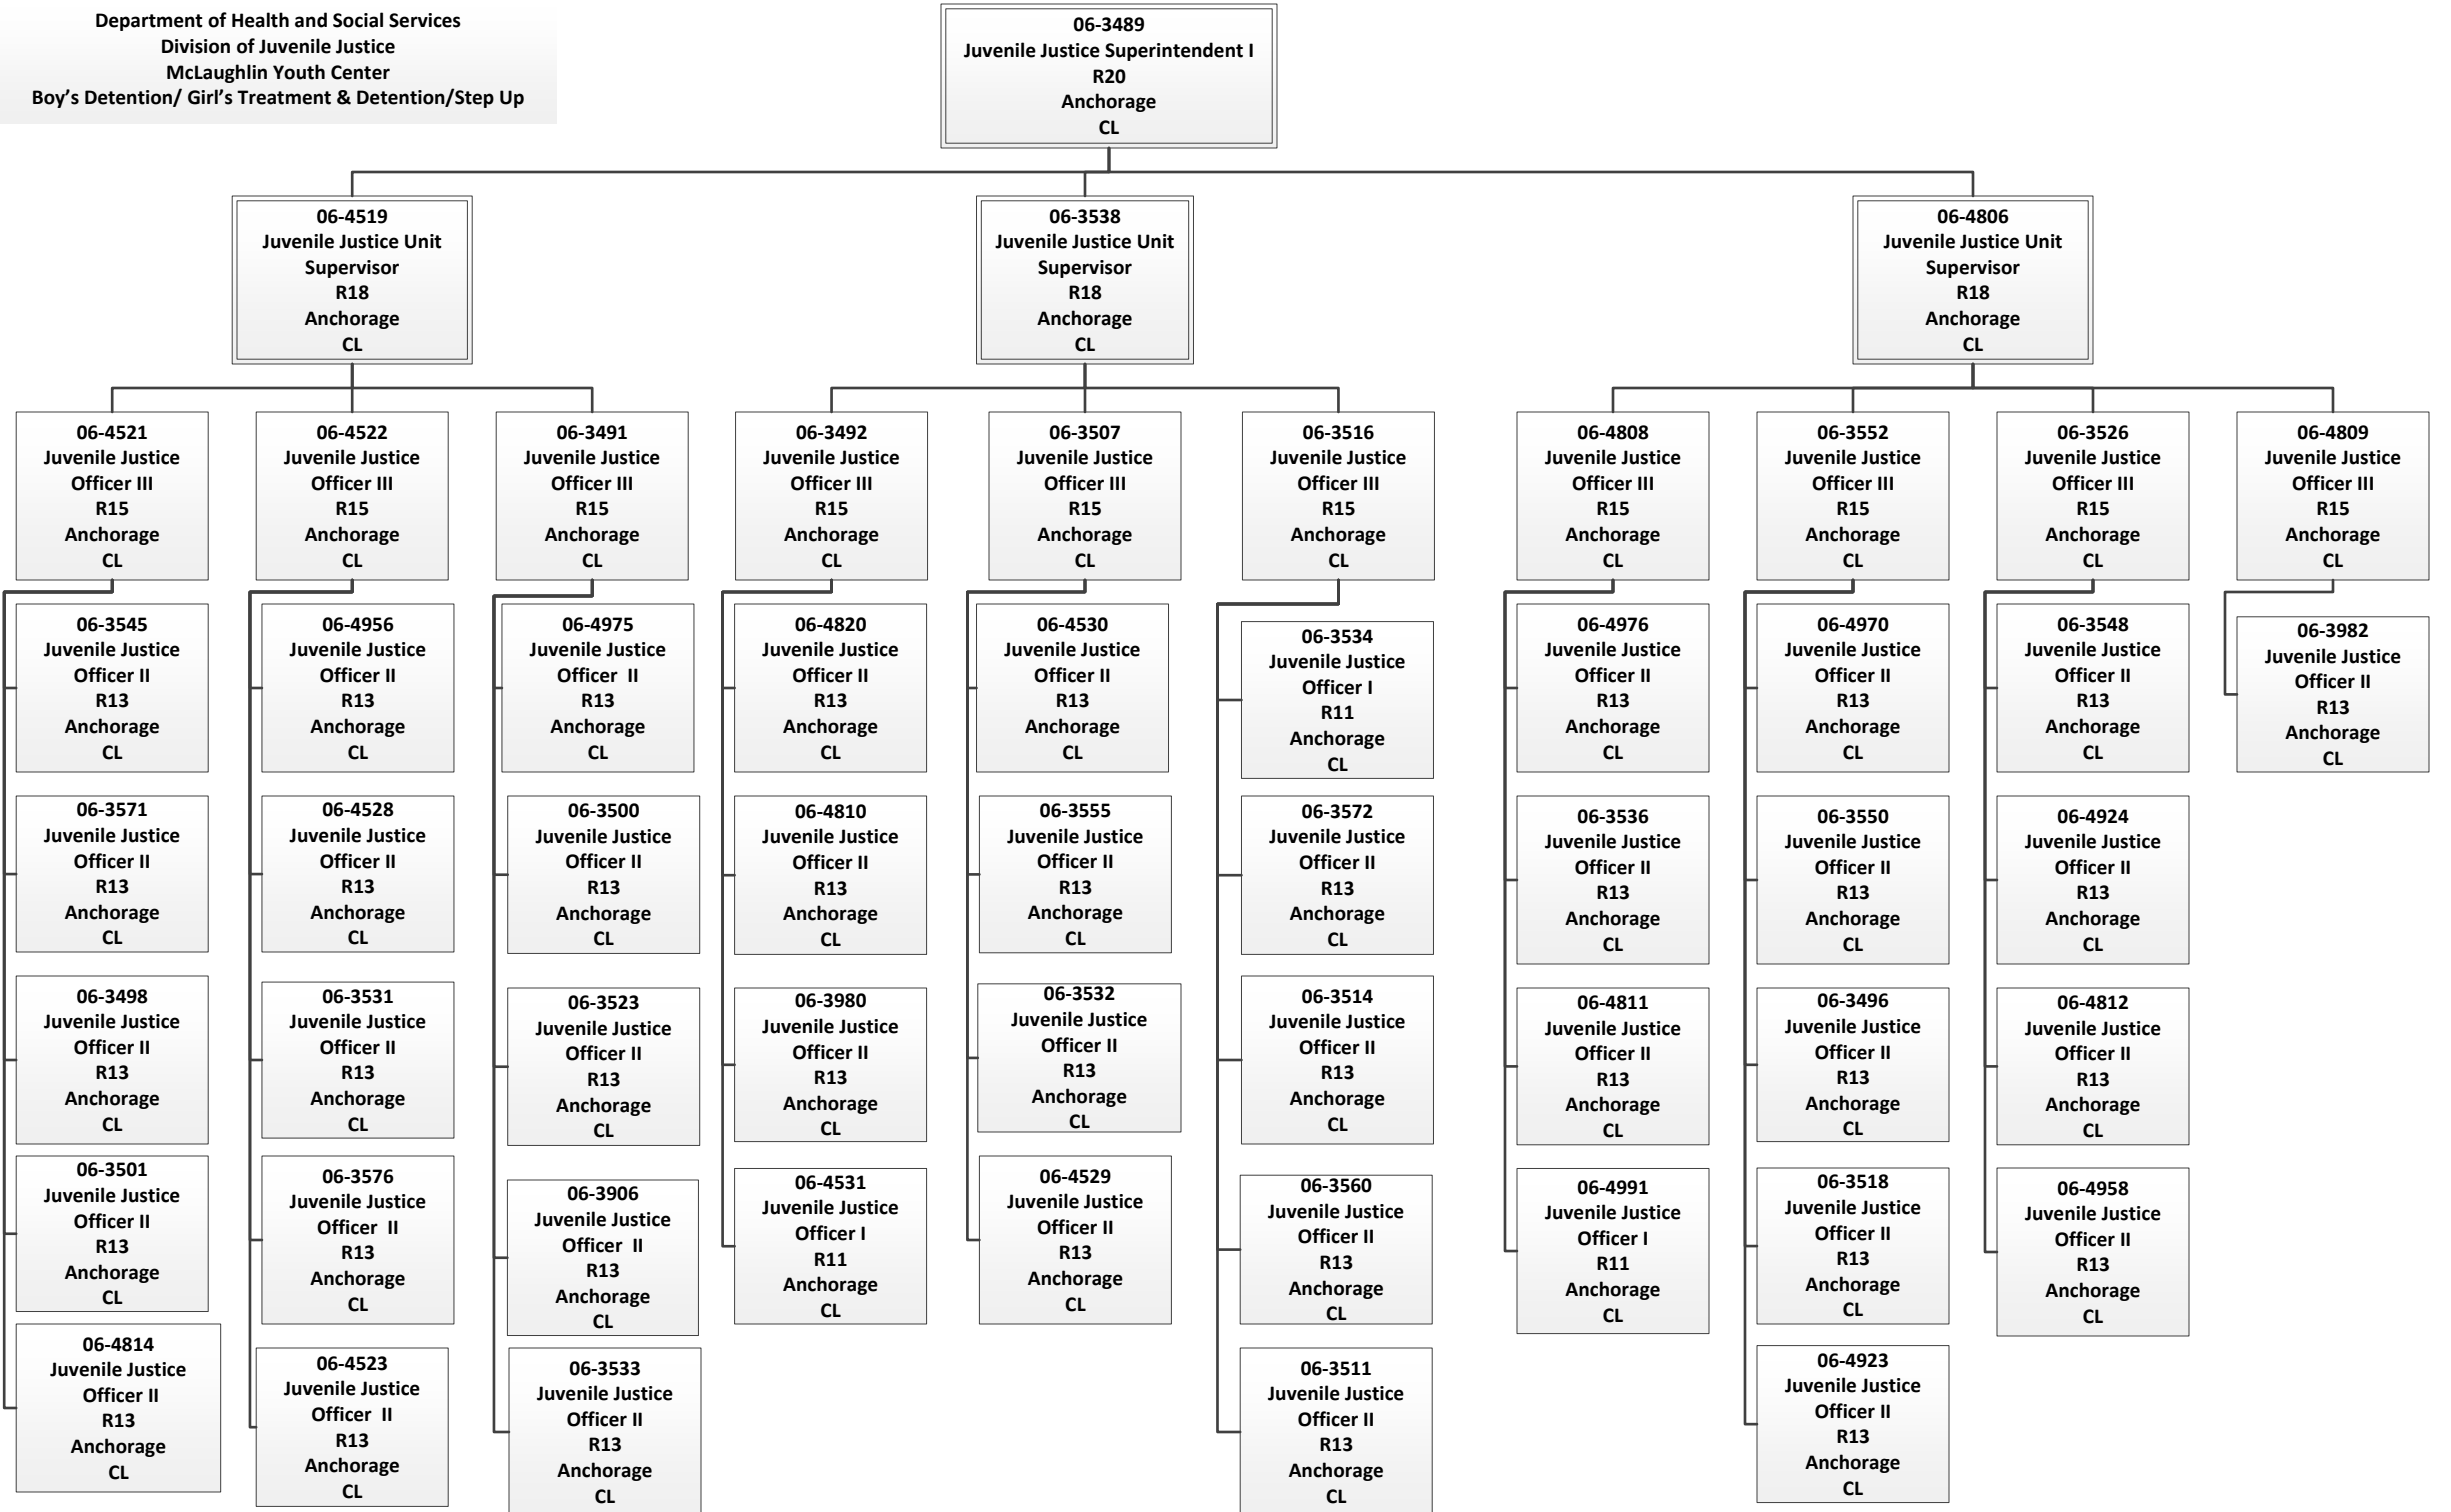 Department of Health and Social Services
Division of Juvenile Justice
McLaughlin Youth Center
Boy's Detention/ Girl's Treatment & Detention/Step Up
06-3489
Juvenile Justice Superintendent I
R20
Anchorage
CL
06-4519
Juvenile Justice Unit
Supervisor
R18
Anchorage
CL
06-3538
Juvenile Justice Unit
Supervisor
R18
Anchorage
CL
06-4806
Juvenile Justice Unit
Supervisor
R18
Anchorage
CL
06-4521
Juvenile Justice
Officer III
R15
Anchorage
CL
06-4522
Juvenile Justice
Officer III
R15
Anchorage
CL
06-3491
Juvenile Justice
Officer III
R15
Anchorage
CL
06-3492
Juvenile Justice
Officer III
R15
Anchorage
CL
06-3507
Juvenile Justice
Officer III
R15
Anchorage
CL
06-3516
Juvenile Justice
Officer III
R15
Anchorage
CL
06-4808
Juvenile Justice
Officer III
R15
Anchorage
CL
06-3552
Juvenile Justice
Officer III
R15
Anchorage
CL
06-3526
Juvenile Justice
Officer III
R15
Anchorage
CL
06-4809
Juvenile Justice
Officer III
R15
Anchorage
CL
06-3545
Juvenile Justice
Officer II
R13
Anchorage
CL
06-4956
Juvenile Justice
Officer II
R13
Anchorage
CL
06-4975
Juvenile Justice
Officer  II
R13
Anchorage
CL
06-4820
Juvenile Justice
Officer II
R13
Anchorage
CL
06-4530
Juvenile Justice
Officer II
R13
Anchorage
CL
06-3534
Juvenile Justice
Officer I
R11
Anchorage
CL
06-4976
Juvenile Justice
Officer II
R13
Anchorage
CL
06-4970
Juvenile Justice
Officer II
R13
Anchorage
CL
06-3548
Juvenile Justice
Officer II
R13
Anchorage
CL
06-3982
Juvenile Justice
Officer II
R13
Anchorage
CL
06-3571
Juvenile Justice
Officer II
R13
Anchorage
CL
06-4528
Juvenile Justice
Officer II
R13
Anchorage
CL
06-3500
Juvenile Justice
Officer II
R13
Anchorage
CL
06-4810
Juvenile Justice
Officer II
R13
Anchorage
CL
06-3555
Juvenile Justice
Officer II
R13
Anchorage
CL
06-3572
Juvenile Justice
Officer II
R13
Anchorage
CL
06-3536
Juvenile Justice
Officer II
R13
Anchorage
CL
06-3550
Juvenile Justice
Officer II
R13
Anchorage
CL
06-4924
Juvenile Justice
Officer II
R13
Anchorage
CL
06-3498
Juvenile Justice
Officer II
R13
Anchorage
CL
06-3531
Juvenile Justice
Officer II
R13
Anchorage
CL
06-3523
Juvenile Justice
Officer II
R13
Anchorage
CL
06-3980
Juvenile Justice
Officer II
R13
Anchorage
CL
06-3532
Juvenile Justice
Officer II
R13
Anchorage
CL
06-3514
Juvenile Justice
Officer II
R13
Anchorage
CL
06-4811
Juvenile Justice
Officer II
R13
Anchorage
CL
06-3496
Juvenile Justice
Officer II
R13
Anchorage
CL
06-4812
Juvenile Justice
Officer II
R13
Anchorage
CL
06-3501
Juvenile Justice
Officer II
R13
Anchorage
CL
06-3576
Juvenile Justice
Officer  II
R13
Anchorage
CL
06-3906
Juvenile Justice
Officer  II
R13
Anchorage
CL
06-4531
Juvenile Justice
Officer I
R11
Anchorage
CL
06-4529
Juvenile Justice
Officer II
R13
Anchorage
CL
06-3560
Juvenile Justice
Officer II
R13
Anchorage
CL
06-4991
Juvenile Justice
Officer I
R11
Anchorage
CL
06-3518
Juvenile Justice
Officer II
R13
Anchorage
CL
06-4958
Juvenile Justice
Officer II
R13
Anchorage
CL
06-4814
Juvenile Justice
Officer II
R13
Anchorage
CL
06-4523
Juvenile Justice
Officer  II
R13
Anchorage
CL
06-3533
Juvenile Justice
Officer II
R13
Anchorage
CL
06-3511
Juvenile Justice
Officer II
R13
Anchorage
CL
06-4923
Juvenile Justice
Officer II
R13
Anchorage
CL